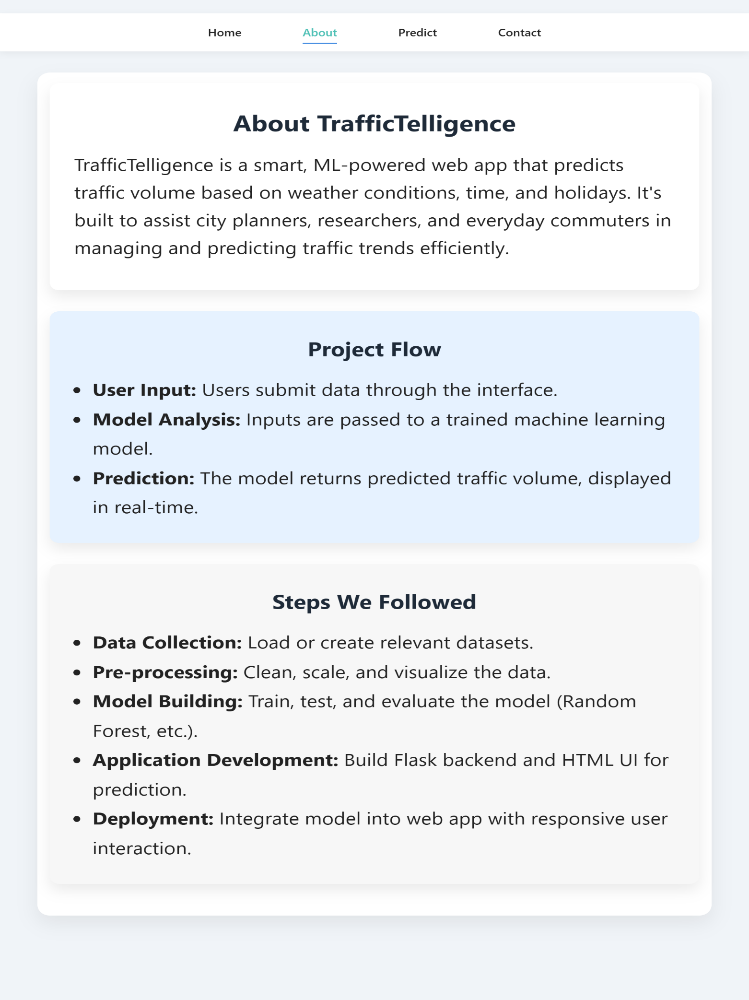 Home About Predict Contact
About TrafficTelligence
TrafficTelligence is a smart, ML-powered web app that predicts
traffic volume based on weather conditions, time, and holidays. It's
built to assist city planners, researchers, and everyday commuters in
managing and predicting traffic trends efficiently.
Project Flow
• User Input: Users submit data through the interface.
• Model Analysis: Inputs are passed to a trained machine learning
model.
• Prediction: The model returns predicted traffic volume, displayed
in real-time.
Steps We Followed
• Data Collection: Load or create relevant datasets.
• Pre-processing: Clean, scale, and visualize the data.
• Model Building: Train, test, and evaluate the model (Random
Forest, etc.).
• Application Development: Build Flask backend and HTML UI for
prediction.
• Deployment: Integrate model into web app with responsive user
interaction.